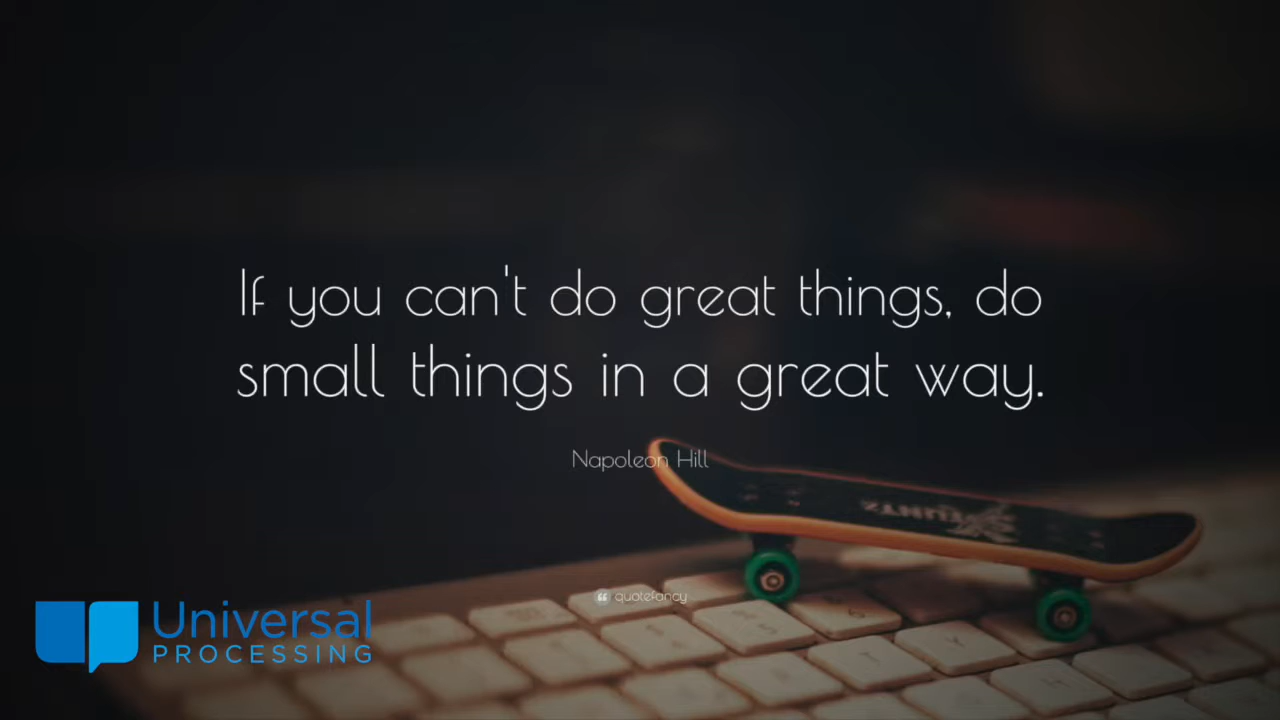 If you can't do great things, do
small things in a great way.
Napoleon Hill
quotefancy
Universal
PROCESSING